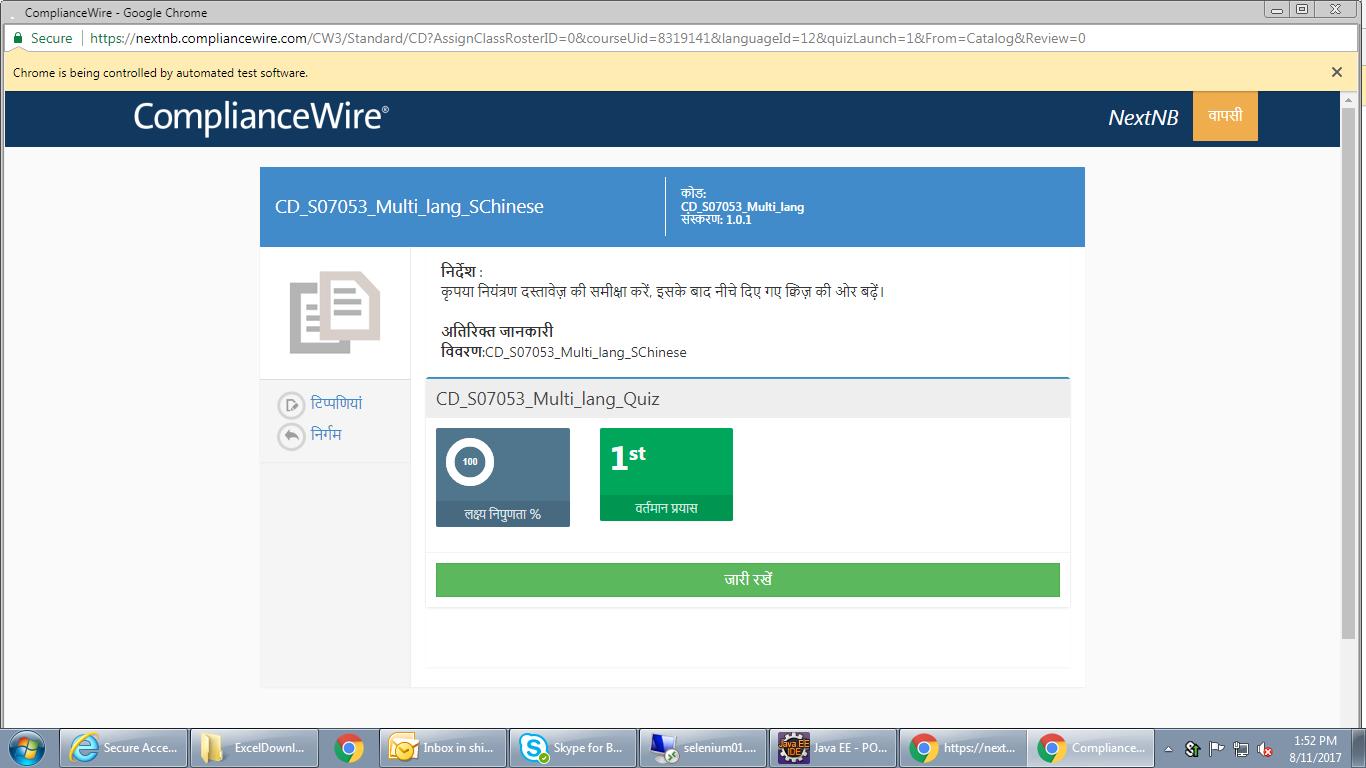 ComplianceWire - Google Chrome
Secure https://nextnb.compliancewire.com/CW3/Standard/CD?AssignClassRosterID=0&courseUid=8319141&languageId=12&quizLaunch=1&From=Catalog&Review=0
Chrome is being controlled by automated test software.
ComplianceWire®
NextNB
वापसी
CD_S07053_Multi_lang_SChinese
कोड:
CD_S07053_Multi_lang
संस्करण: 1.0.1
निर्देश :
कृपया नियंत्रण दस्तावेज़ की समीक्षा करें, इसके बाद नीचे दिए गए क्विज़ की ओर बढ़ें।
अतिरिक्त जानकारी
विवरण:CD_S07053_Multi_lang_SChinese
टिप्पणियां
निर्गम
CD_S07053_Multi_lang_Quiz
100
लक्ष्य निपुणता %
1st
वर्तमान प्रयास
जारी रखें
Secure Acce...
ExcelDownl...
Inbox in shi...
Skype for B...
selenium01....
Java EE - PO...
https://next...
Compliance...
1:52 PM
8/11/2017